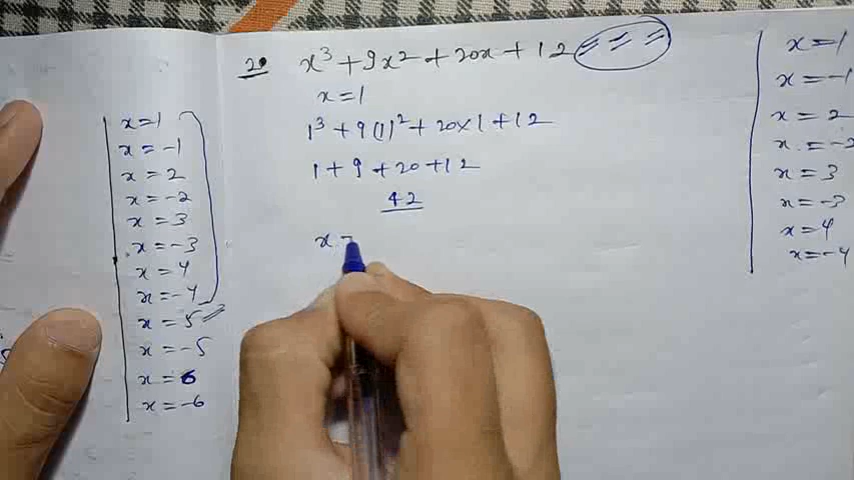 x=1
x=-1
x=2
x=-2
x=3
x=-3
x=4
x=-4
x=5
x=-5
x=6
x=-6
2. x³+9x²+20x+12
x=1
1³+9(1)²+20×1+12
1+9+20+12
42
x=
x=1
x=-1
x=2
x=-2
x=3
x=-3
x=4
x=-4